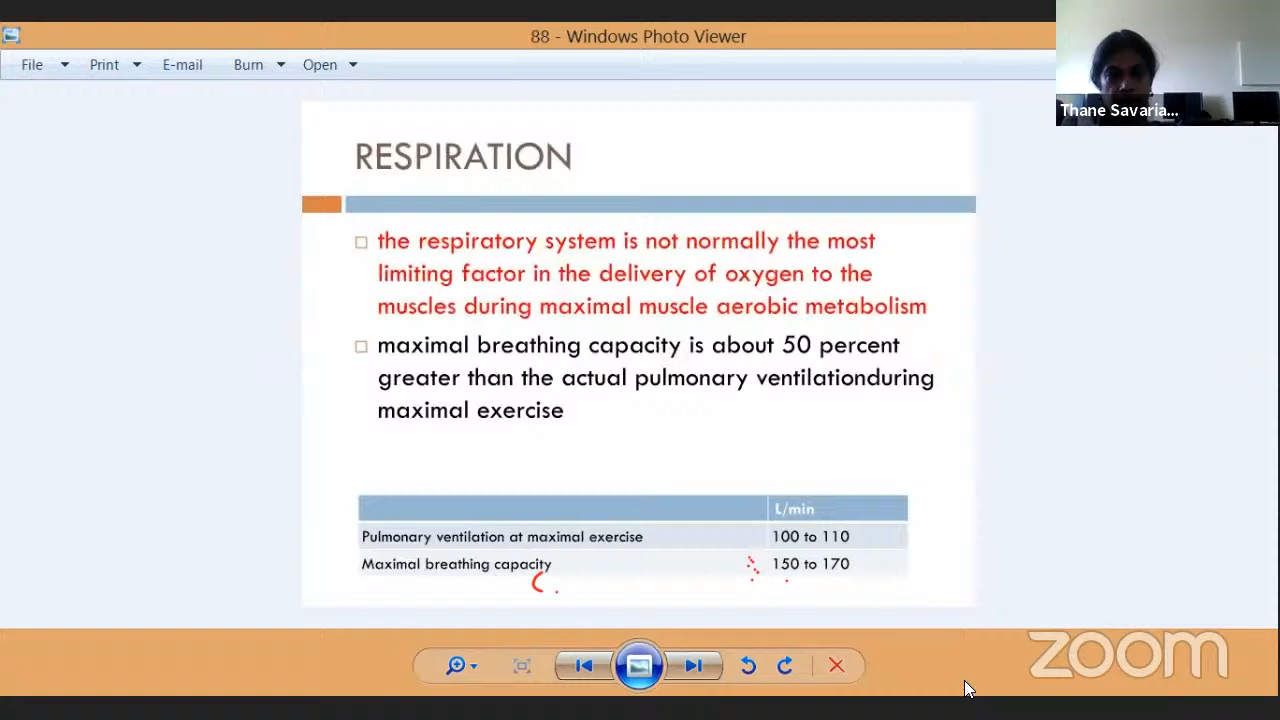 88 - Windows Photo Viewer
File Print E-mail Burn Open
Thane Savaria...
RESPIRATION
the respiratory system is not normally the most
limiting factor in the delivery of oxygen to the
muscles during maximal muscle aerobic metabolism
maximal breathing capacity is about 50 percent
greater than the actual pulmonary ventilationduring
maximal exercise
L/min
Pulmonary ventilation at maximal exercise 100 to 110
Maximal breathing capacity 150 to 170
zoom